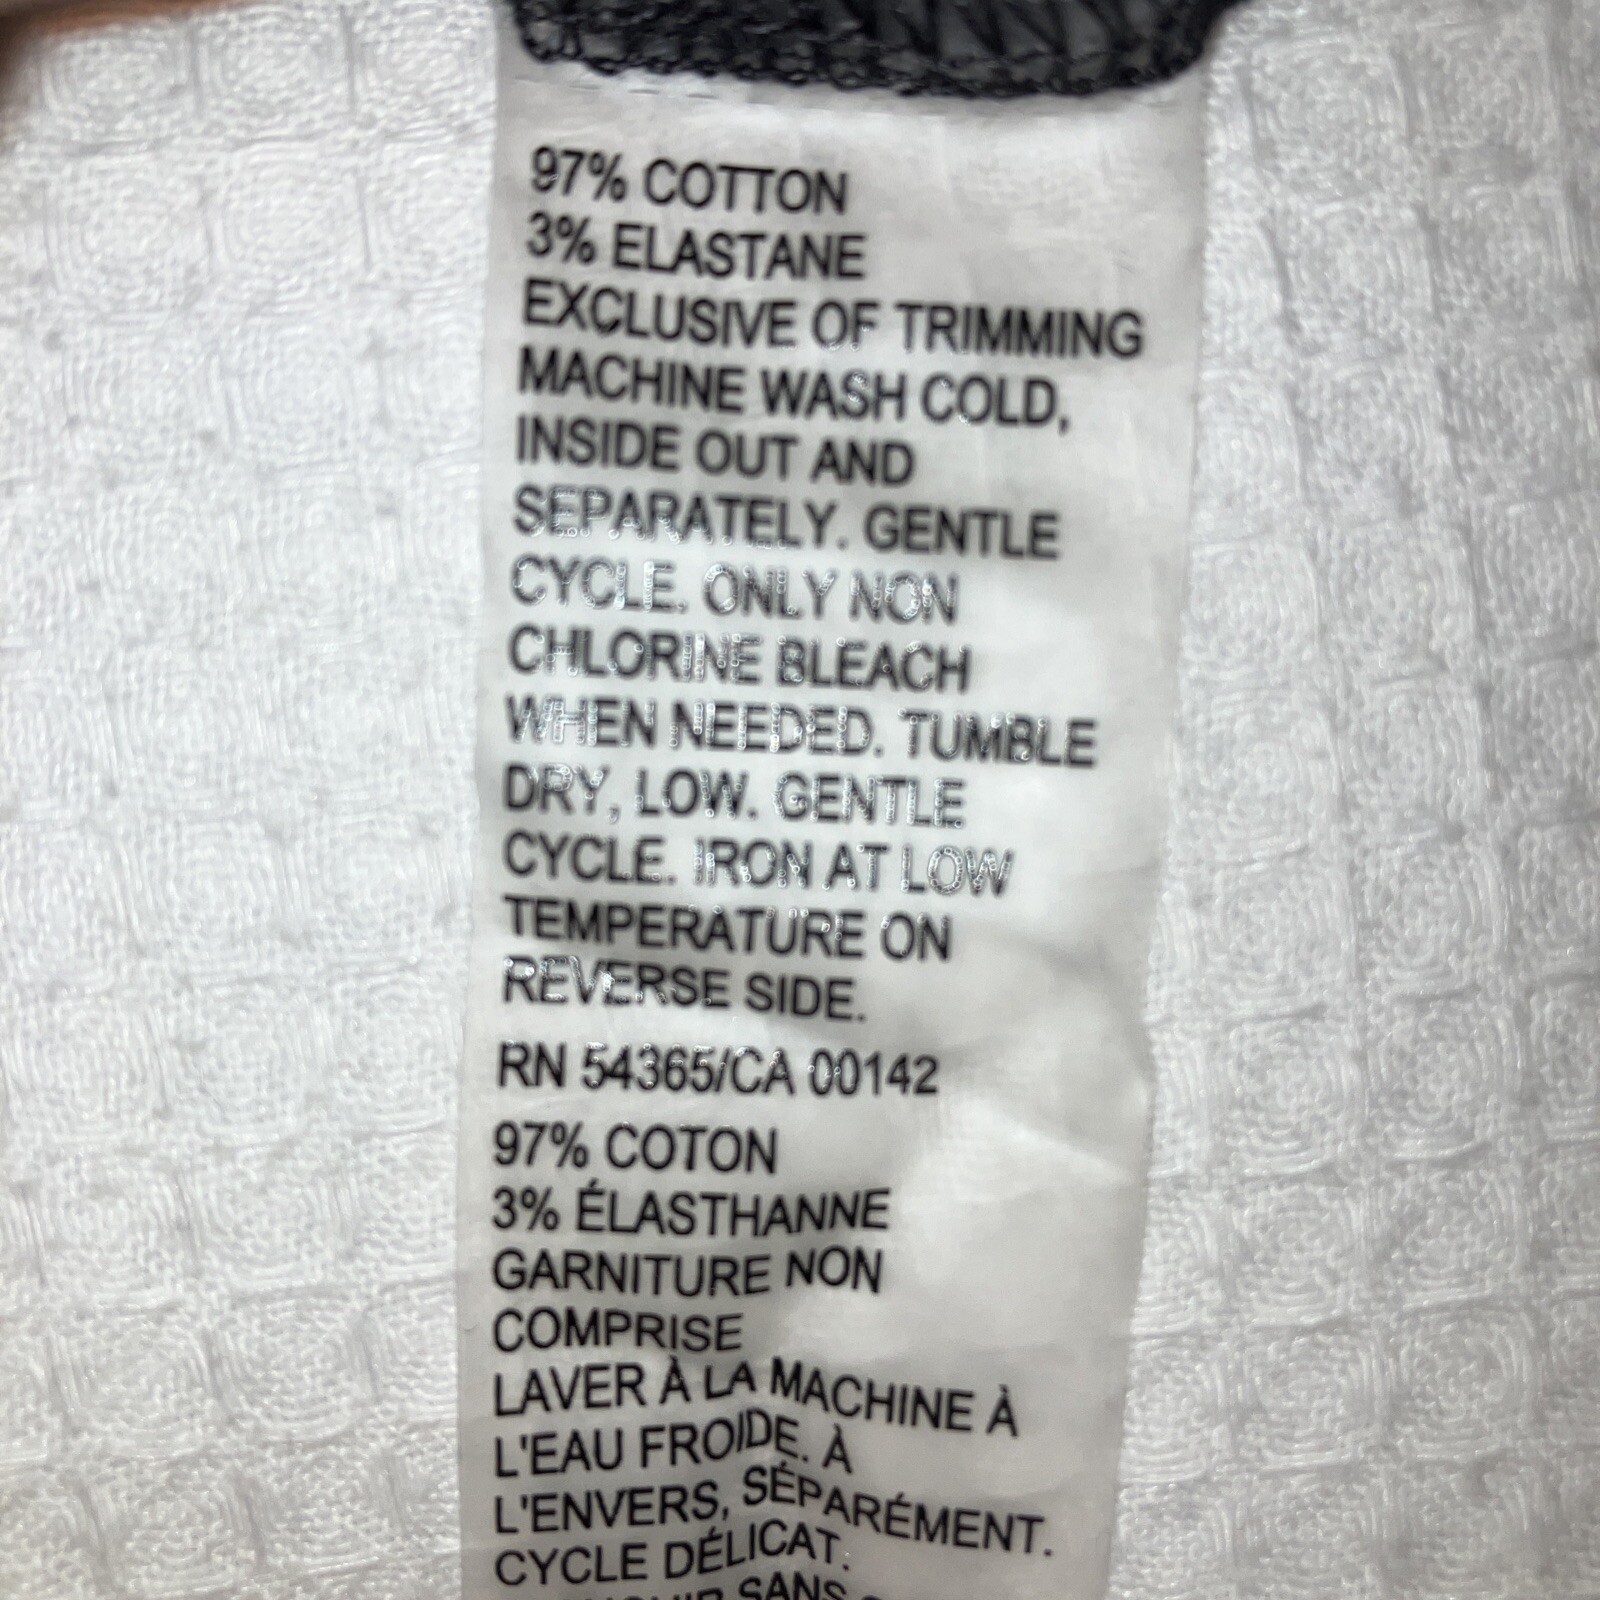 97% COTTON
3% ELASTANE
EXCLUSIVE OF TRIMMING
MACHINE WASH COLD,
INSIDE OUT AND
SEPARATELY. GENTLE
CYCLE. ONLY NON
CHLORINE BLEACH
WHEN NEEDED. TUMBLE
DRY, LOW. GENTLE
CYCLE. IRON AT LOW
TEMPERATURE ON
REVERSE SIDE.
RN 54365/CA 00142
97% COTON
3% ÉLASTHANNE
GARNITURE NON
COMPRISE
LAVER À LA MACHINE À
L'EAU FROIDE. À
L'ENVERS, SÉPARÉMENT.
CYCLE DÉLICAT.
SANS